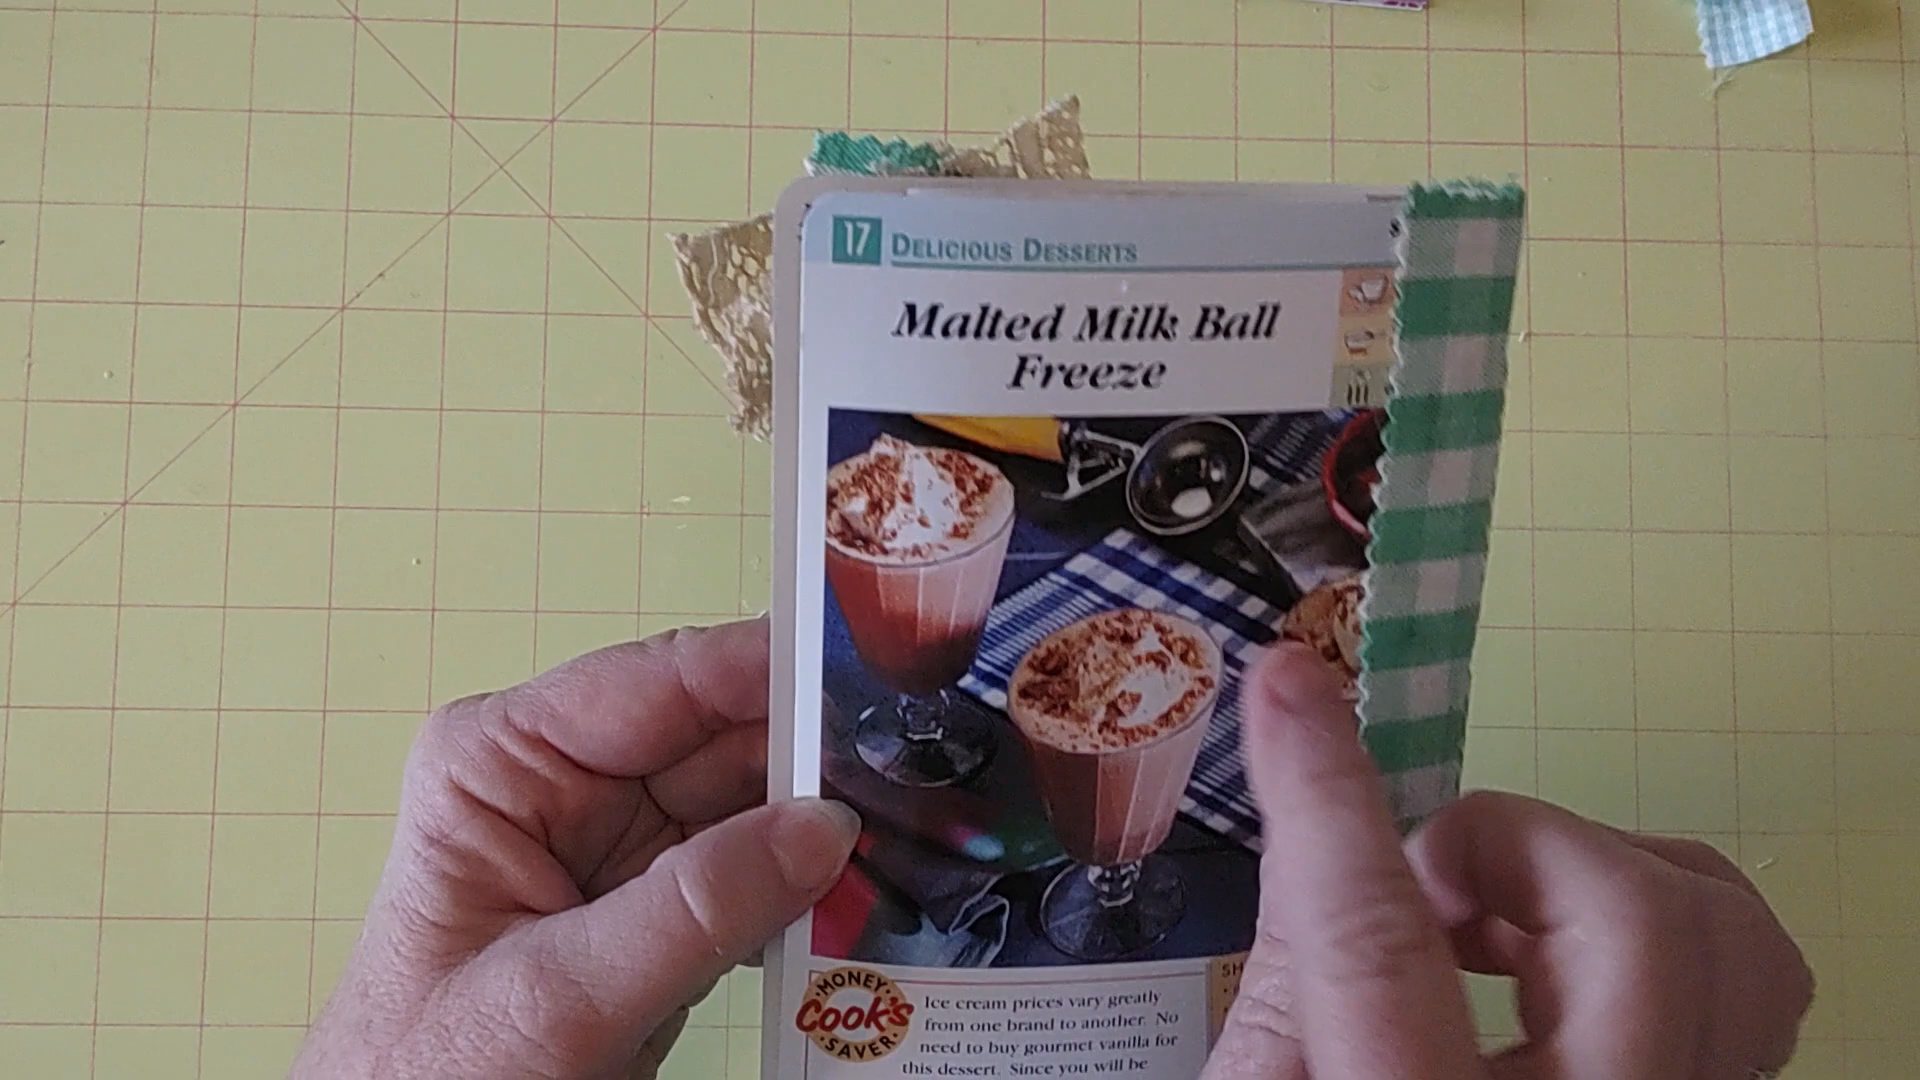 17 DELICIOUS DESSERTS
Malted Milk Ball
Freeze
MONEY
Cook's
SAVER
Ice cream prices vary greatly
from one brand to another. No
need to buy gourmet vanilla for
this dessert. Since you will be
SH